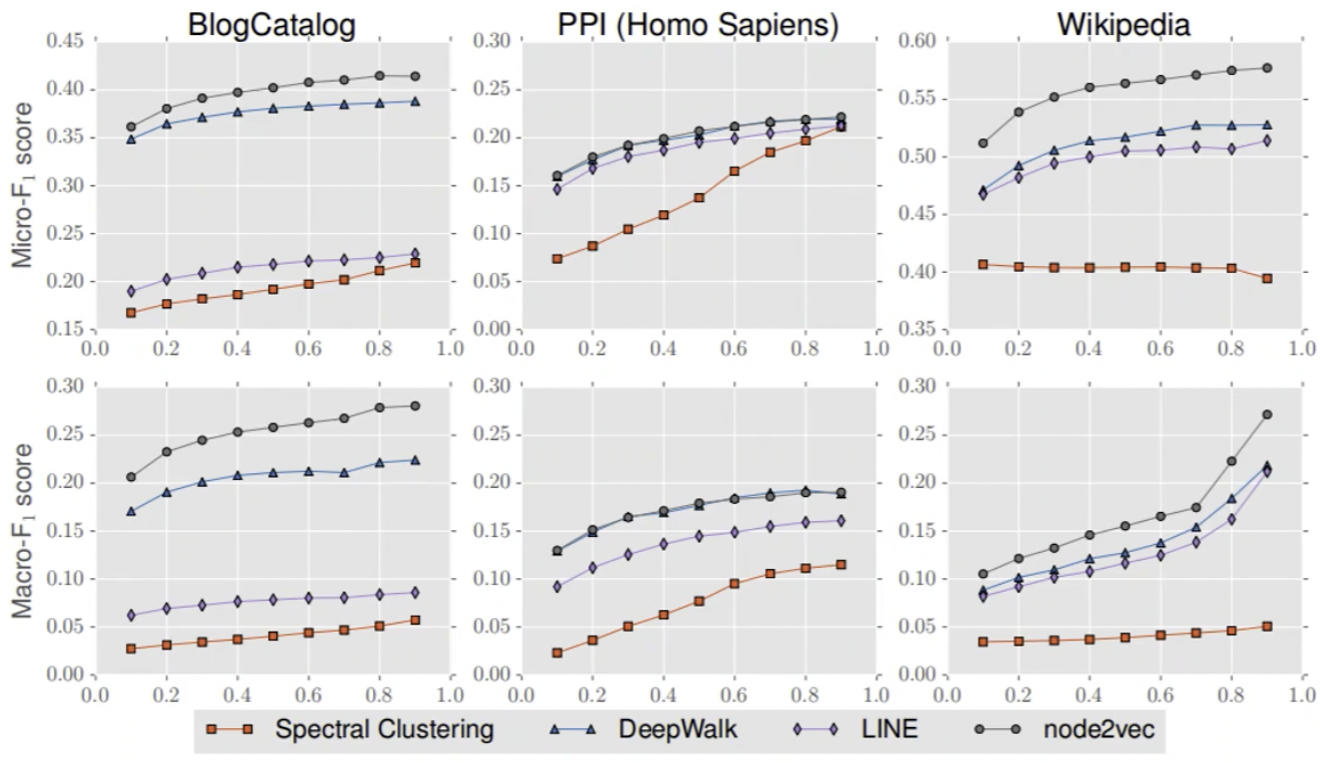 BlogCatalog PPI (Homo Sapiens) Wikipedia
0.45 0.30 0.60
0.40 0.25 0.55
0.35 0.20 0.50
0.30 0.15 0.45
0.25 0.10 0.40
0.20 0.05 0.35
0.15 0.00
Micro-F₁ score
0.0 0.2 0.4 0.6 0.8 1.0 0.0 0.2 0.4 0.6 0.8 1.0 0.0 0.2 0.4 0.6 0.8 1.0
0.30 0.30 0.30
0.25 0.25 0.25
0.20 0.20 0.20
0.15 0.15 0.15
0.10 0.10 0.10
0.05 0.05 0.05
0.00 0.00 0.00
Macro-F₁ score
0.0 0.2 0.4 0.6 0.8 1.0 0.0 0.2 0.4 0.6 0.8 1.0 0.0 0.2 0.4 0.6 0.8 1.0
Spectral Clustering DeepWalk LINE node2vec